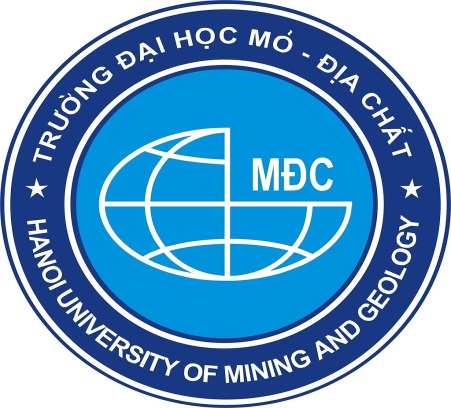 TRƯỜNG ĐẠI HỌC MỎ - ĐỊA CHẤT
MĐC
HANOI UNIVERSITY OF MINING AND GEOLOGY